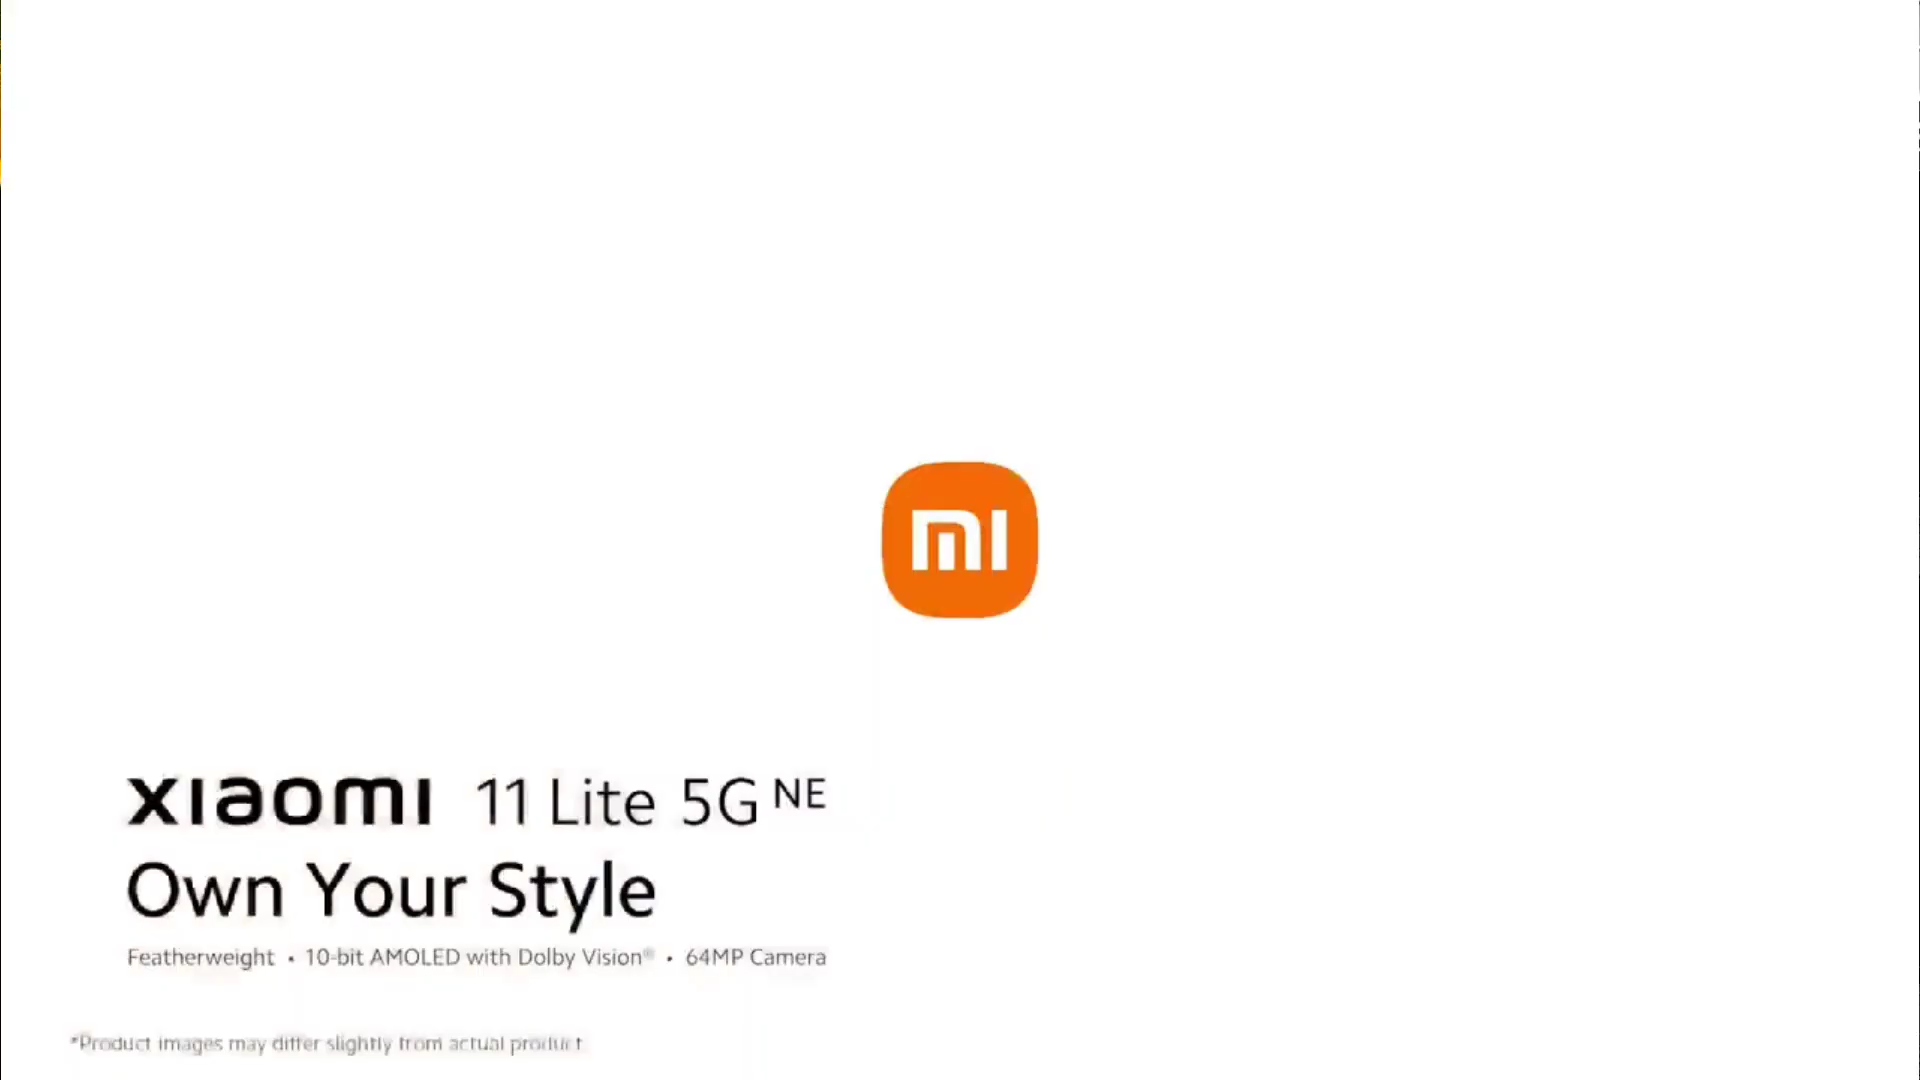 mi
xiaomi 11 Lite 5G NE
Own Your Style
Featherweight • 10-bit AMOLED with Dolby Vision® • 64MP Camera
*Product images may differ slightly from actual product